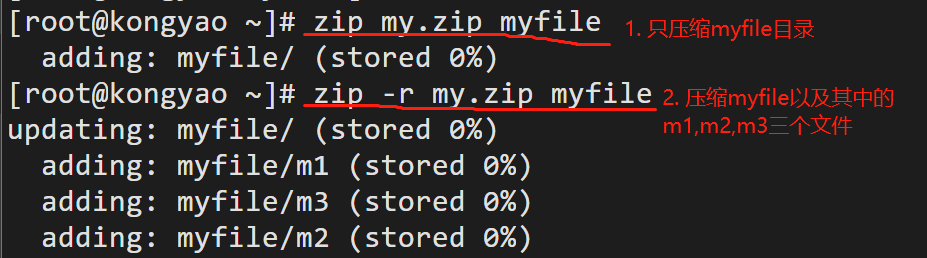 [root@kongyao ~]# zip my.zip myfile 1. 只压缩myfile目录
  adding: myfile/ (stored 0%)
[root@kongyao ~]# zip -r my.zip myfile 2. 压缩myfile以及其中的
m1,m2,m3三个文件
updating: myfile/ (stored 0%)
  adding: myfile/m1 (stored 0%)
  adding: myfile/m3 (stored 0%)
  adding: myfile/m2 (stored 0%)